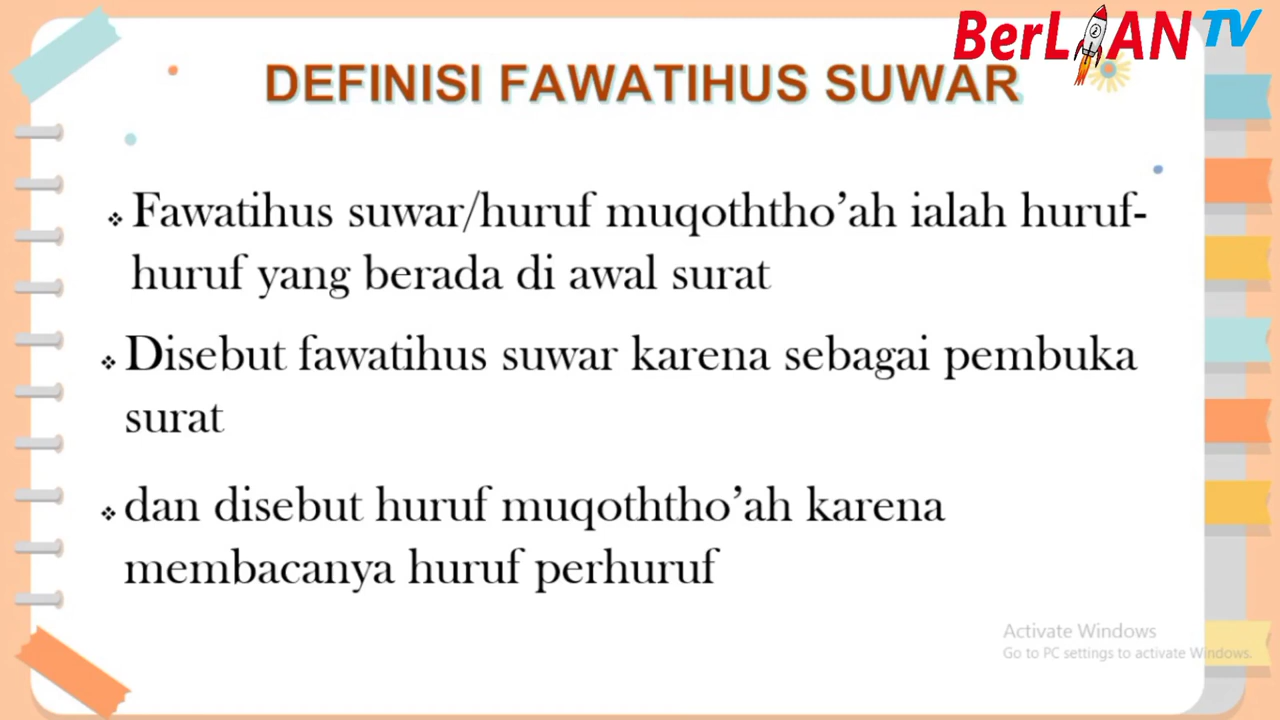 BerLIAN TV
DEFINISI FAWATIHUS SUWAR
❖ Fawatihus suwar/huruf muqoththo’ah ialah huruf-
huruf yang berada di awal surat
❖ Disebut fawatihus suwar karena sebagai pembuka
surat
❖ dan disebut huruf muqoththo’ah karena
membacanya huruf perhuruf
Activate Windows
Go to PC settings to activate Windows.